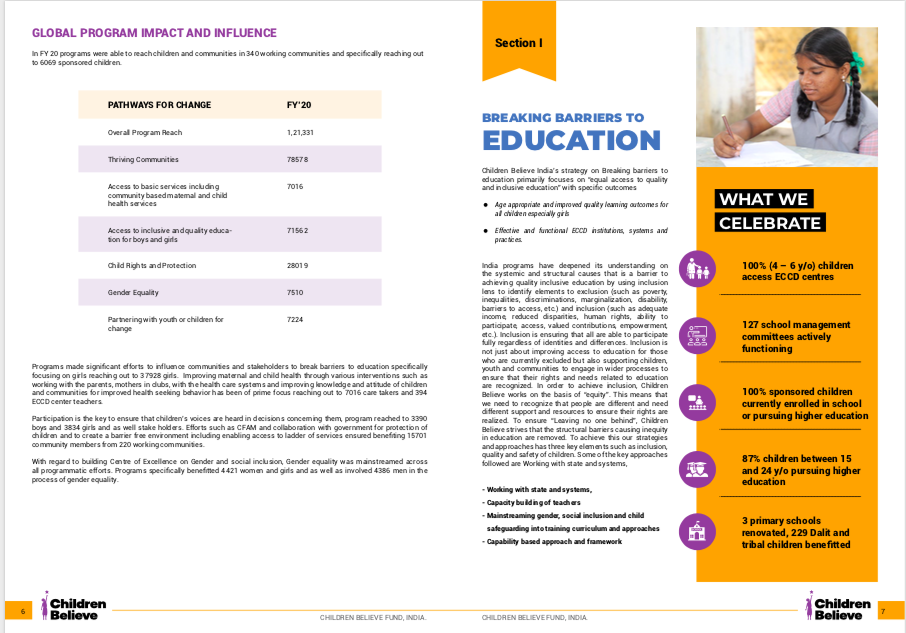 GLOBAL PROGRAM IMPACT AND INFLUENCE
In FY 20 programs were able to reach children and communities in 340 working communities and specifically reaching out
to 6069 sponsored children.
PATHWAYS FOR CHANGE FY'20
Overall Program Reach 1,21,331
Thriving Communities 78578
Access to basic services including 7016
community based maternal and child
health services
Access to inclusive and quality educa- 71562
tion for boys and girls
Child Rights and Protection 28019
Gender Equality 7510
Partnering with youth or children for 7224
change
Programs made significant efforts to influence communities and stakeholders to break barriers to education specifically
focusing on girls reaching out to 37928 girls. Improving maternal and child health through various interventions such as
working with the parents, mothers in clubs, with the health care systems and improving knowledge and attitude of children
and communities for improved health seeking behavior has been of prime focus reaching out to 7016 care takers and 394
ECCD center teachers.
Participation is the key to ensure that children's voices are heard in decisions concerning them, program reached to 3390
boys and 3834 girls and as well stake holders. Efforts such as CFAM and collaboration with government for protection of
children and to create a barrier free environment including enabling access to ladder of services ensured benefiting 15701
community members from 220 working communities.
With regard to building Centre of Excellence on Gender and social inclusion, Gender equality was mainstreamed across
all programmatic efforts. Programs specifically benefitted 4421 women and girls and as well as involved 4386 men in the
process of gender equality.
6
Children
Believe
CHILDREN BELIEVE FUND, INDIA.
Section I
BREAKING BARRIERS TO
EDUCATION
Children Believe India's strategy on Breaking barriers to
education primarily focuses on "equal access to quality
and inclusive education" with specific outcomes
● Age appropriate and improved quality learning outcomes for
all children especially girls
● Effective and functional ECCD institutions, systems and
practices.
India programs have deepened its understanding on
the systemic and structural causes that is a barrier to
achieving quality inclusive education by using inclusion
lens to identify elements to exclusion (such as poverty,
inequalities, discriminations, marginalization, disability,
barriers to access, etc.) and inclusion (such as adequate
income, reduced disparities, human rights, ability to
participate, access, valued contributions, empowerment,
etc.). Inclusion is ensuring that all are able to participate
fully regardless of identities and differences. Inclusion is
not just about improving access to education for those
who are currently excluded but also supporting children,
youth and communities to engage in wider processes to
ensure that their rights and needs related to education
are recognized. In order to achieve inclusion, Children
Believe works on the basis of "equity". This means that
we need to recognize that people are different and need
different support and resources to ensure their rights are
realized. To ensure "Leaving no one behind", Children
Believe strives that the structural barriers causing inequity
in education are removed. To achieve this our strategies
and approaches has three key elements such as, inclusion,
quality and safety of children. Some of the key approaches
followed are Working with state and systems,
- Working with state and systems,
- Capacity building of teachers
- Mainstreaming gender, social inclusion and child
safeguarding into training curriculum and approaches
- Capability based approach and framework
WHAT WE
CELEBRATE
100% (4 – 6 y/o) children
access ECCD centres
127 school management
committees actively
functioning
100% sponsored children
currently enrolled in school
or pursuing higher education
87% children between 15
and 24 y/o pursuing higher
education
3 primary schools
renovated, 229 Dalit and
tribal children benefitted
CHILDREN BELIEVE FUND, INDIA.
Children
Believe
7